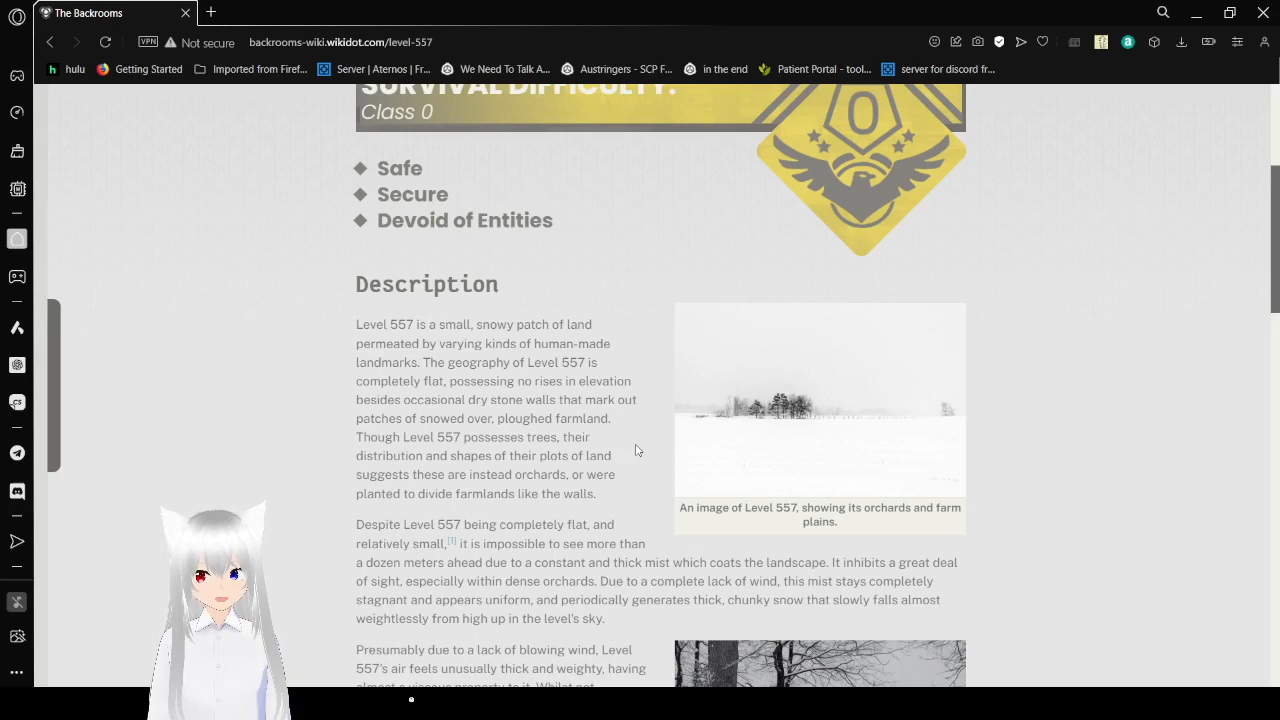 The Backrooms
VPN
Not secure
backrooms-wiki.wikidot.com/level-557
hulu
Getting Started
Imported from Firef...
Server | Aternos | Fr...
We Need To Talk A...
Austringers - SCP F...
in the end
Patient Portal - tool...
server for discord fr...
SURVIVAL DIFFICULTY:
Class 0
0
Safe
Secure
Devoid of Entities
Description
Level 557 is a small, snowy patch of land
permeated by varying kinds of human-made
landmarks. The geography of Level 557 is
completely flat, possessing no rises in elevation
besides occasional dry stone walls that mark out
patches of snowed over, ploughed farmland.
Though Level 557 possesses trees, their
distribution and shapes of their plots of land
suggests these are instead orchards, or were
planted to divide farmlands like the walls.
An image of Level 557, showing its orchards and farm
plains.
Despite Level 557 being completely flat, and
relatively small,[1] it is impossible to see more than
a dozen meters ahead due to a constant and thick mist which coats the landscape. It inhibits a great deal
of sight, especially within dense orchards. Due to a complete lack of wind, this mist stays completely
stagnant and appears uniform, and periodically generates thick, chunky snow that slowly falls almost
weightlessly from high up in the level's sky.
Presumably due to a lack of blowing wind, Level
557's air feels unusually thick and weighty, having